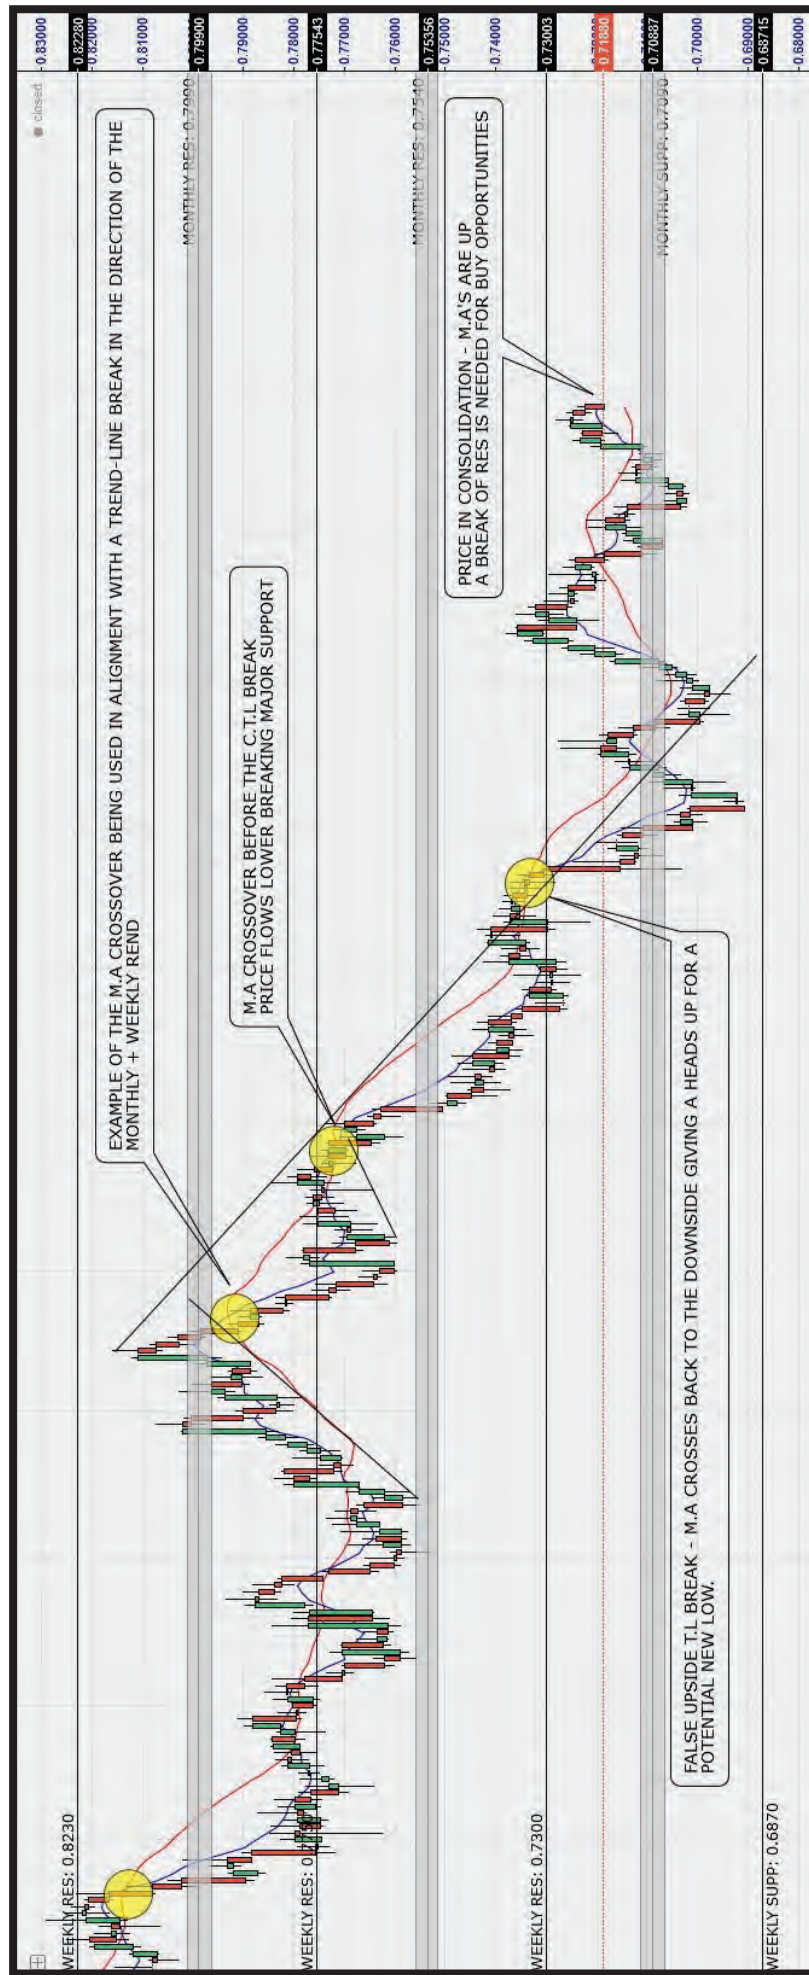 EXAMPLE OF THE M.A CROSSOVER BEING USED IN ALIGNMENT WITH A TREND-LINE BREAK IN THE DIRECTION OF THE
MONTHLY + WEEKLY REND
M.A CROSSOVER BEFORE THE C.T.L BREAK
PRICE FLOWS LOWER BREAKING MAJOR SUPPORT
PRICE IN CONSOLIDATION - M.A'S ARE UP
A BREAK OF RES IS NEEDED FOR BUY OPPORTUNITIES
FALSE UPSIDE T.L BREAK - M.A CROSSES BACK TO THE DOWNSIDE GIVING A HEADS UP FOR A
POTENTIAL NEW LOW.
WEEKLY RES: 0.8230
MONTHLY RES: 0.7990
WEEKLY RES:
MONTHLY RES: 0.7540
WEEKLY RES: 0.7300
MONTHLY SUPP: 0.7090
WEEKLY SUPP: 0.6870
closed
0.83000
0.82280
0.82000
0.81000
0.79900
0.79000
0.78000
0.77543
0.77000
0.76000
0.75356
0.75000
0.74000
0.73003
0.71880
0.70887
0.70000
0.69000
0.68715
0.68000